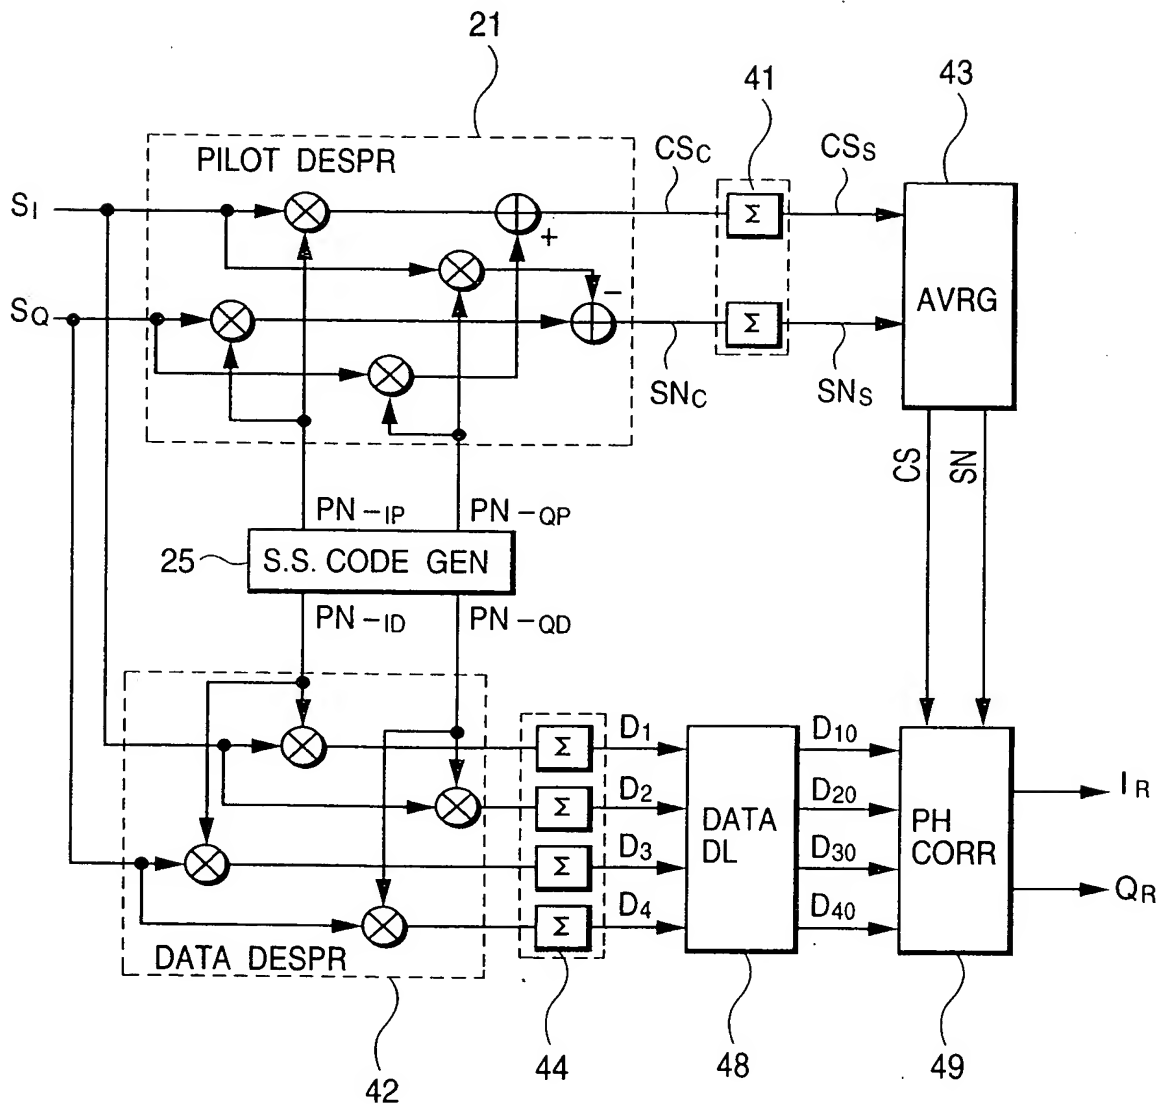 21
41
43
PILOT DESPR
CSC
CSS
SI
Σ
+
AVRG
−
SQ
Σ
SNC
SNS
CS
SN
PN-IP
PN-QP
25
S.S. CODE GEN
PN-ID
PN-QD
Σ
D1
D10
IR
Σ
D2
DATA DL
D20
PH CORR
Σ
D3
D30
QR
Σ
D4
D40
DATA DESPR
42
44
48
49